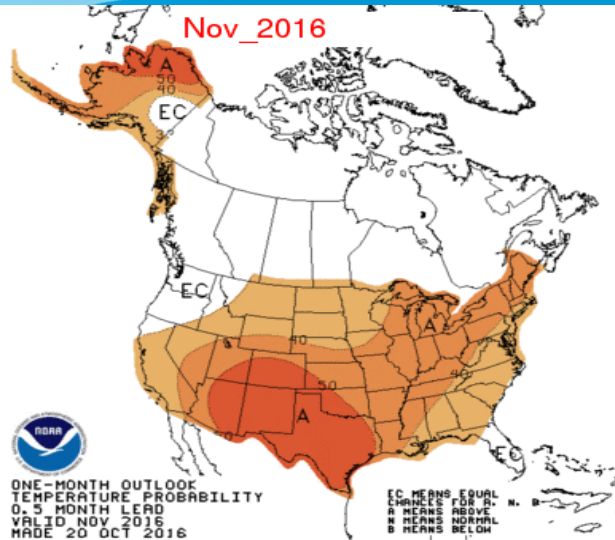 Nov_2016
A
50
40
EC
EC
40
A
50
40
A
EC
NOAA
ONE-MONTH OUTLOOK
TEMPERATURE PROBABILITY
0.5 MONTH LEAD
VALID NOV 2016
MADE 20 OCT 2016
EC MEANS EQUAL
CHANCES FOR A, N, B
A MEANS ABOVE
N MEANS NORMAL
B MEANS BELOW